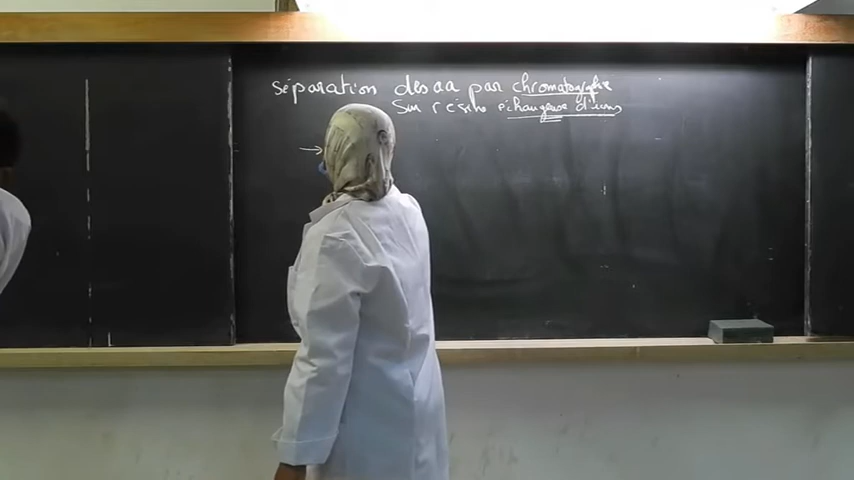 Séparation des aa par chromatographie
Sur résine échangeuse d'ions
→